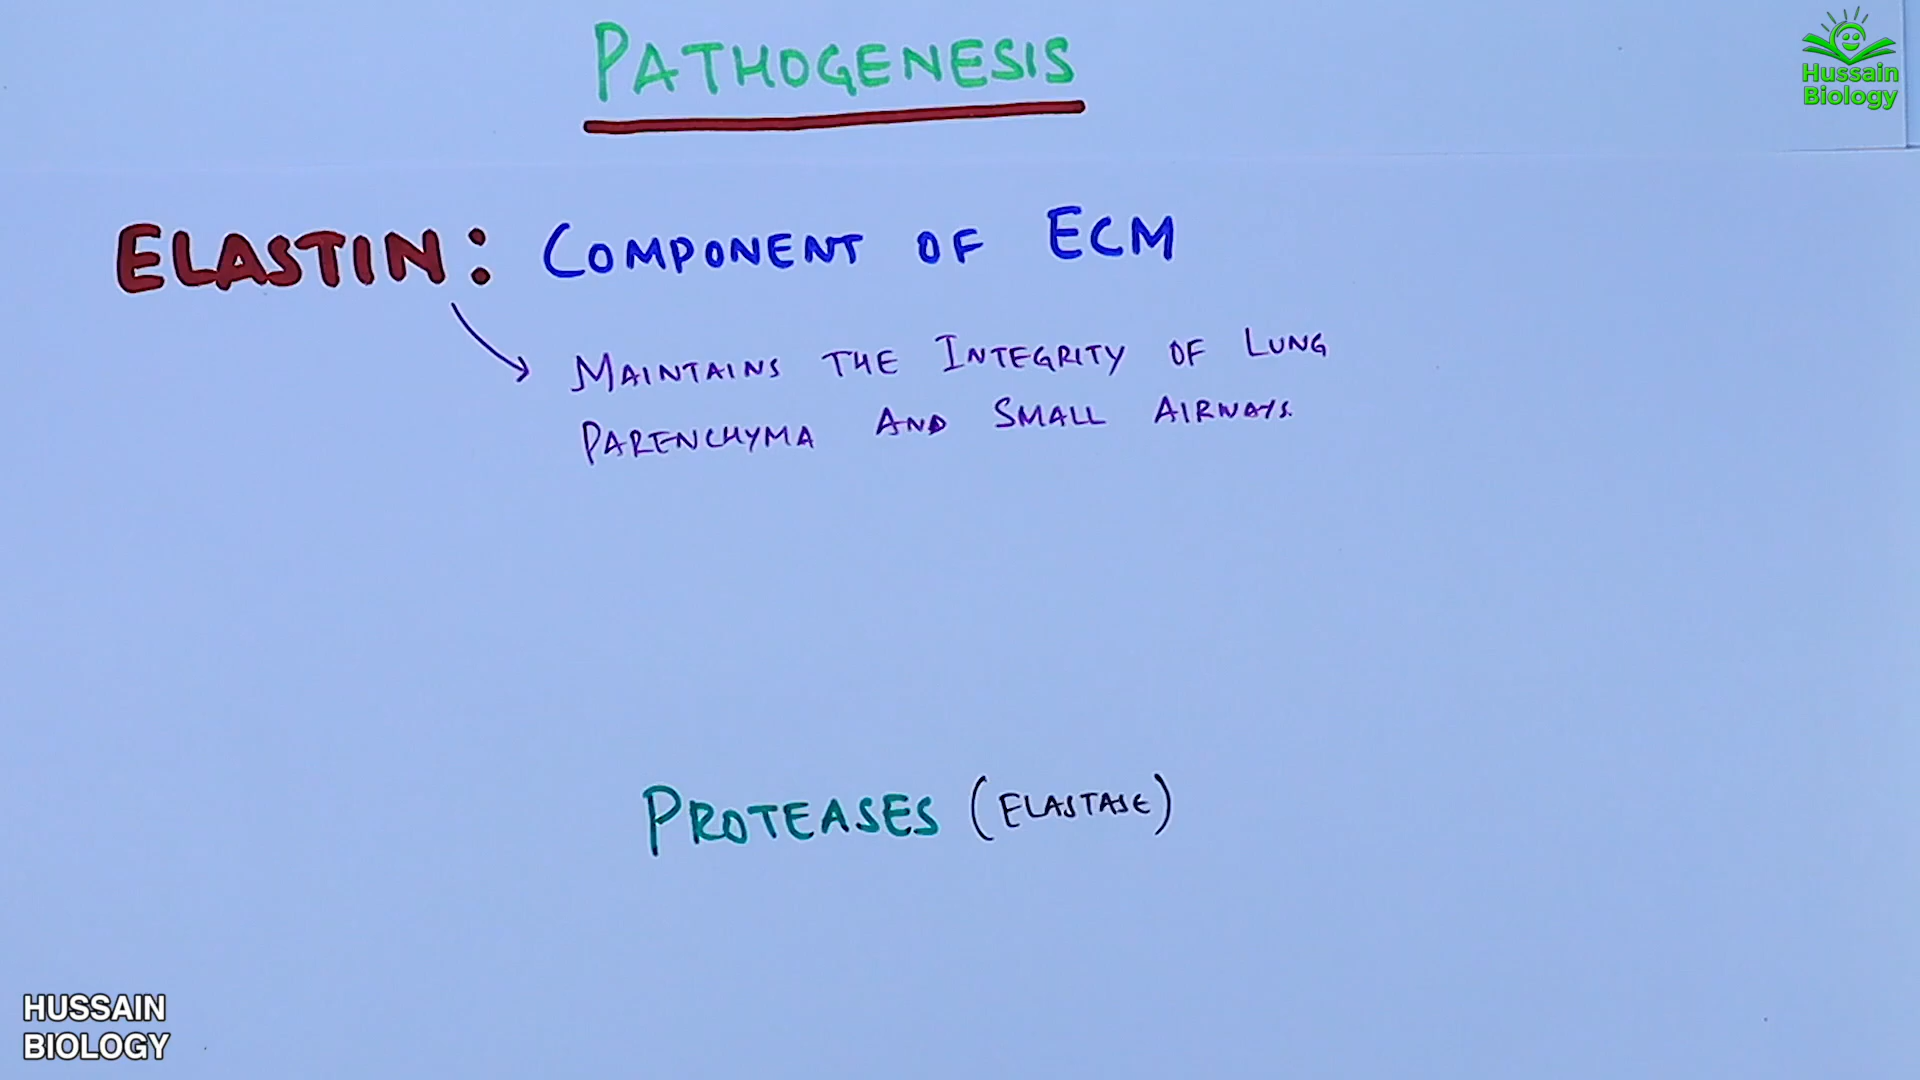 PATHOGENESIS
Hussain
Biology
ELASTIN: COMPONENT OF ECM
MAINTAINS THE INTEGRITY OF LUNG
PARENCHYMA AND SMALL AIRWAYS.
PROTEASES (ELASTASE)
HUSSAIN
BIOLOGY